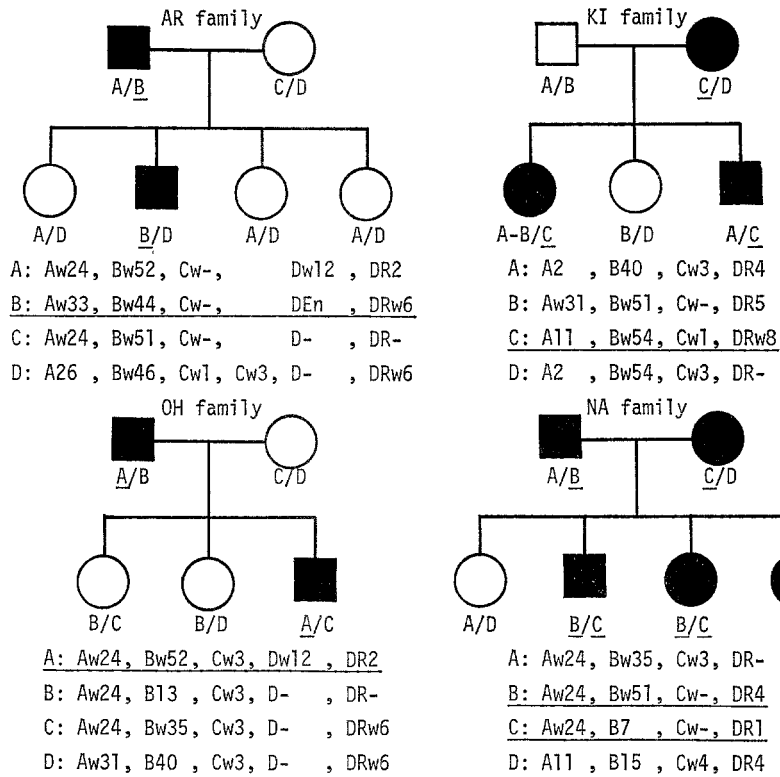 AR family
A/B
C/D
A/D
B/D
A/D
A/D
A: Aw24, Bw52, Cw-, Dw12 , DR2
B: Aw33, Bw44, Cw-, DEn , DRw6
C: Aw24, Bw51, Cw-, D- , DR-
D: A26 , Bw46, Cw1, Cw3, D- , DRw6
KI family
A/B
C/D
A-B/C
B/D
A/C
A: A2 , B40 , Cw3, DR4
B: Aw31, Bw51, Cw-, DR5
C: A11 , Bw54, Cw1, DRw8
D: A2 , Bw54, Cw3, DR-
OH family
A/B
C/D
B/C
B/D
A/C
A: Aw24, Bw52, Cw3, Dw12 , DR2
B: Aw24, B13 , Cw3, D- , DR-
C: Aw24, Bw35, Cw3, D- , DRw6
D: Aw31, B40 , Cw3, D- , DRw6
NA family
A/B
C/D
A/D
B/C
B/C
A: Aw24, Bw35, Cw3, DR-
B: Aw24, Bw51, Cw-, DR4
C: Aw24, B7 , Cw-, DR1
D: A11 , B15 , Cw4, DR4